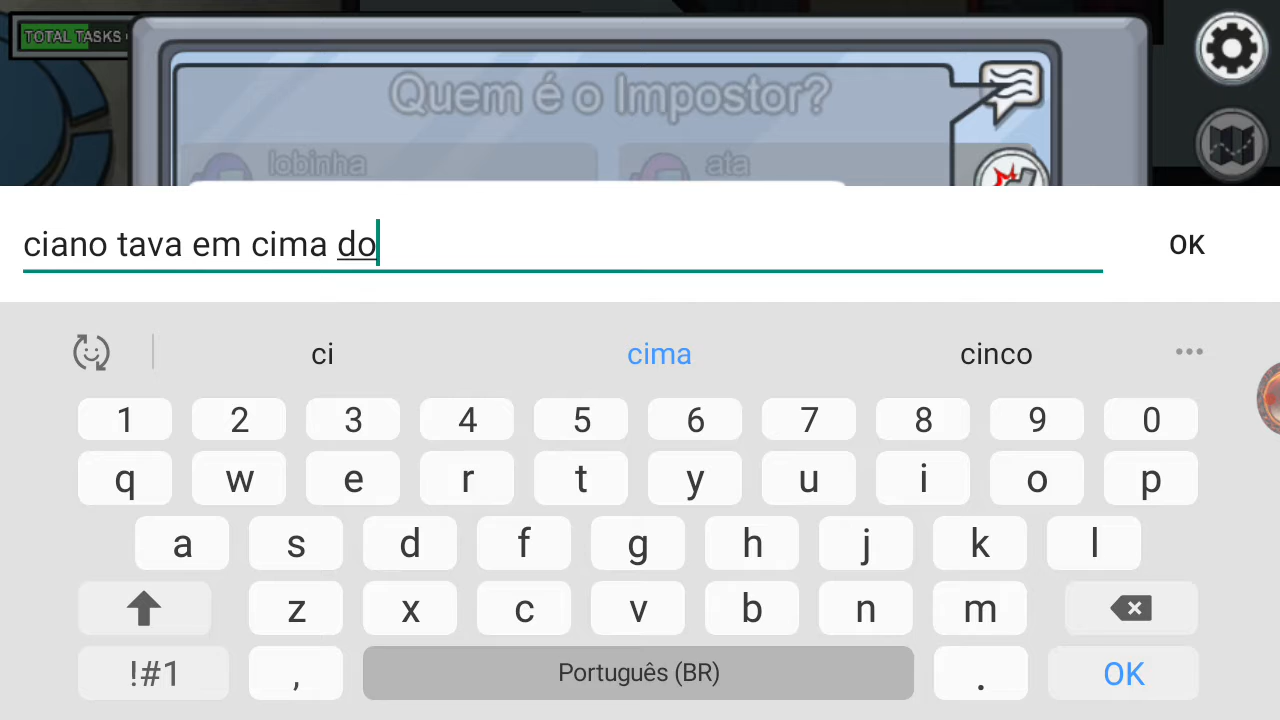 TOTAL TASKS
Quem é o Impostor?
lobinha
ata
ciano tava em cima do
OK
ci
cima
cinco
1 2 3 4 5 6 7 8 9 0
q w e r t y u i o p
a s d f g h j k l
z x c v b n m
!#1 , Português (BR) . OK